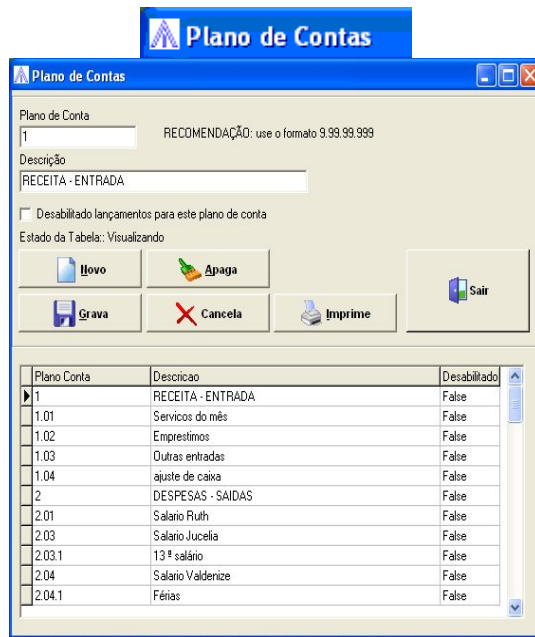 Plano de Contas
Plano de Contas
Plano de Conta
1 RECOMENDAÇÃO: use o formato 9.99.99.999
Descrição
RECEITA - ENTRADA
Desabilitado lançamentos para este plano de conta
Estado da Tabela:: Visualizando
Novo Apaga
Sair
Grava Cancela Imprime
Plano Conta Descricao Desabilitado
1 RECEITA - ENTRADA False
1.01 Servicos do mês False
1.02 Emprestimos False
1.03 Outras entradas False
1.04 ajuste de caixa False
2 DESPESAS - SAIDAS False
2.01 Salario Ruth False
2.03 Salario Jucelia False
2.03.1 13 ª salário False
2.04 Salario Valdenize False
2.04.1 Férias False